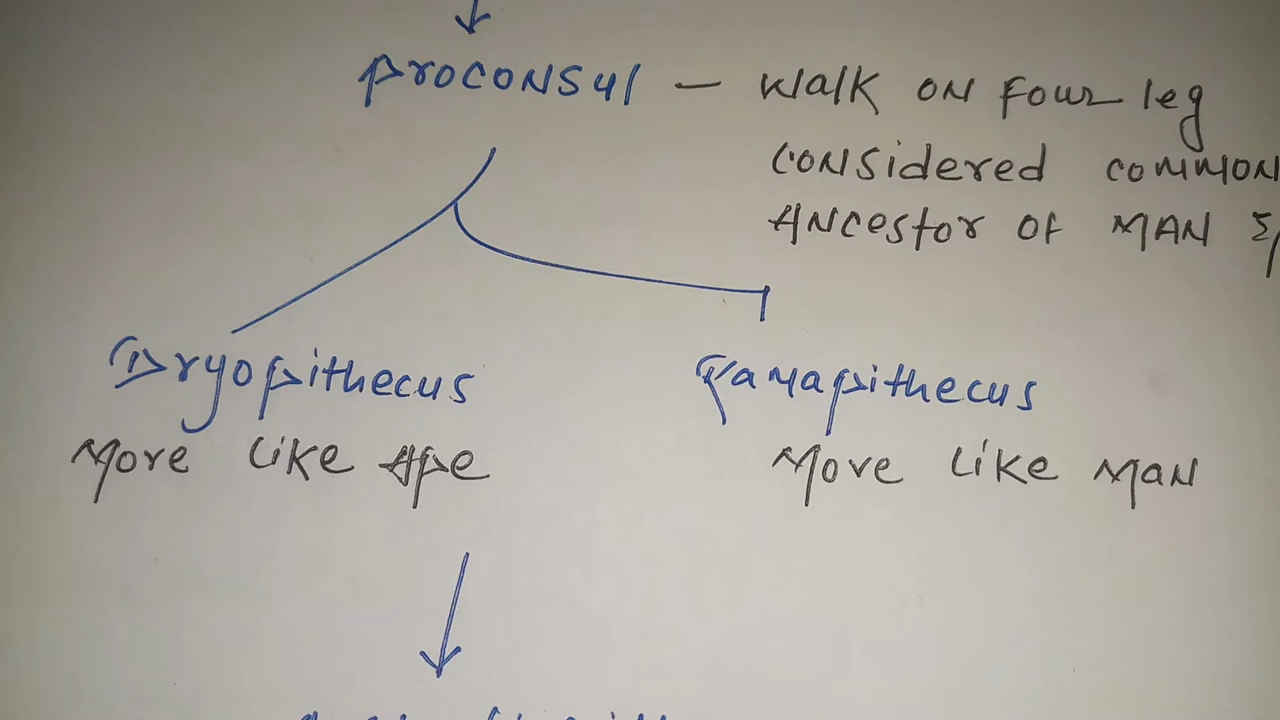 Proconsul — Walk on four leg
considered common
Ancestor of MAN &
Dryopithecus
Ramapithecus
More like Ape
More like Man